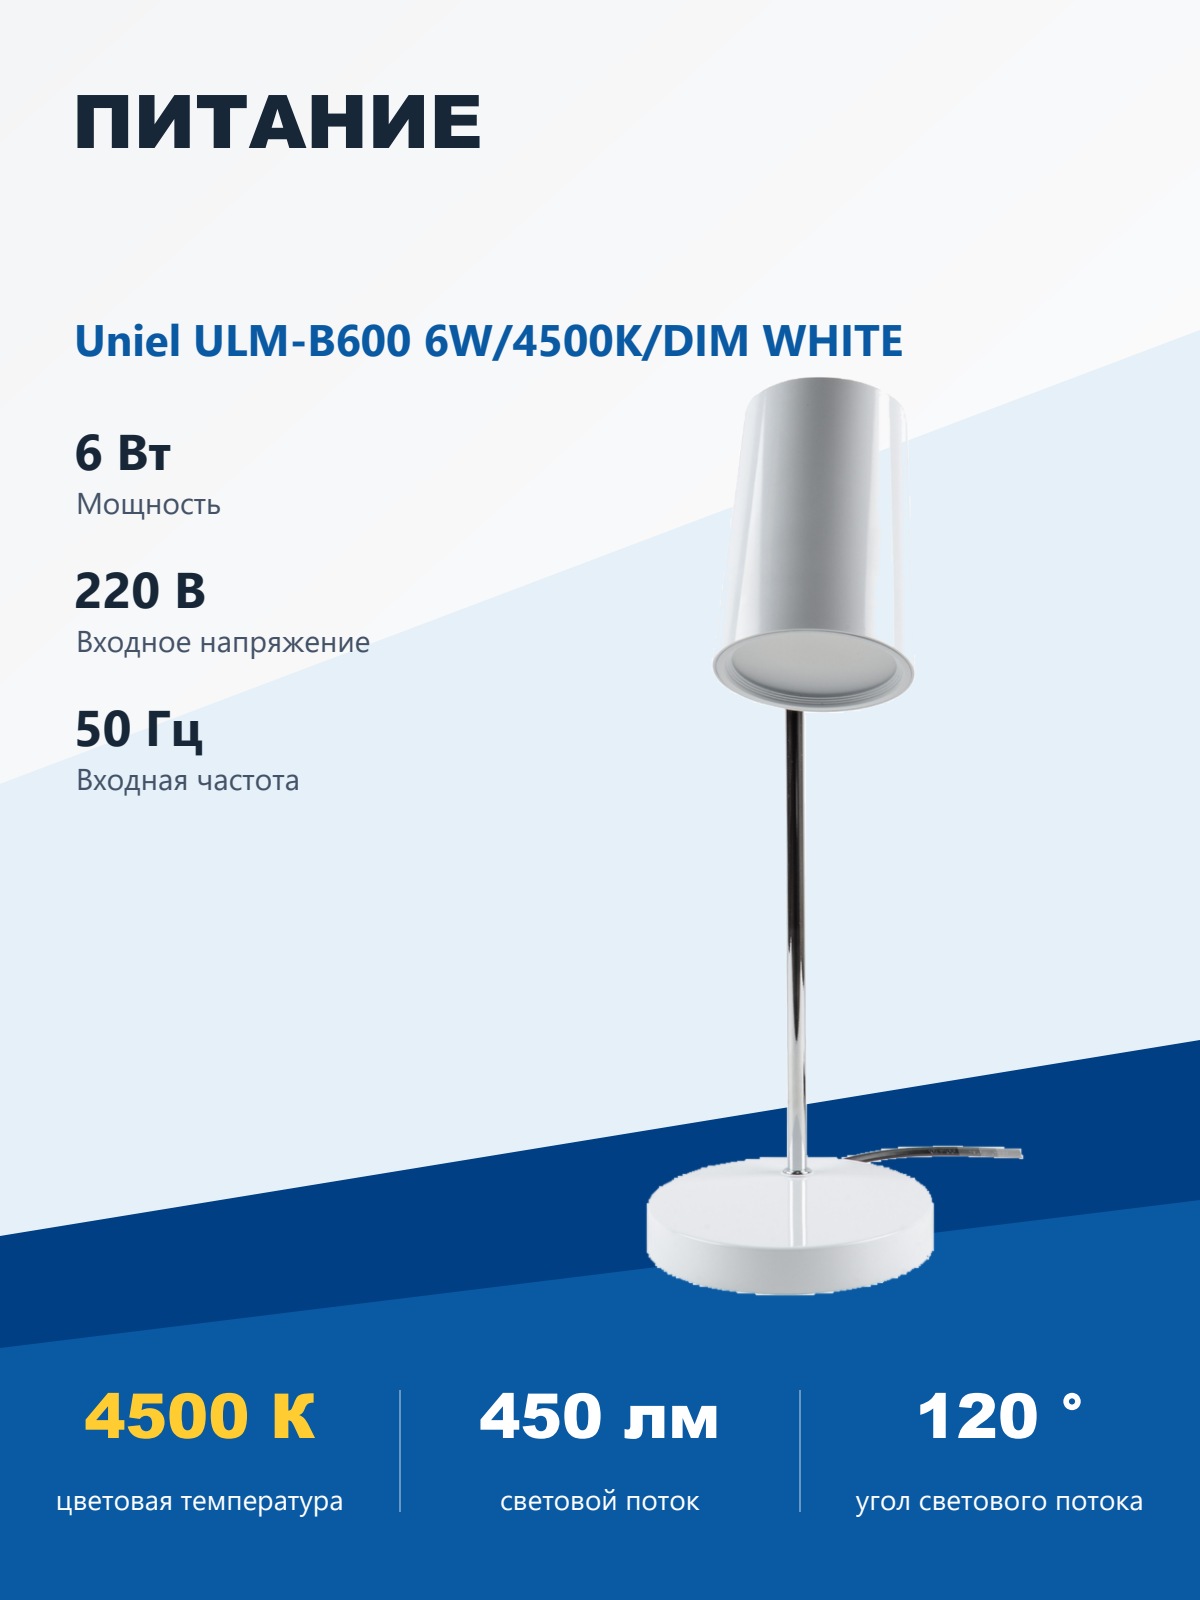 ПИТАНИЕ
Uniel ULM-B600 6W/4500K/DIM WHITE
6 Вт
Мощность
220 В
Входное напряжение
50 Гц
Входная частота
4500 К
цветовая температура
450 лм
световой поток
120 °
угол светового потока